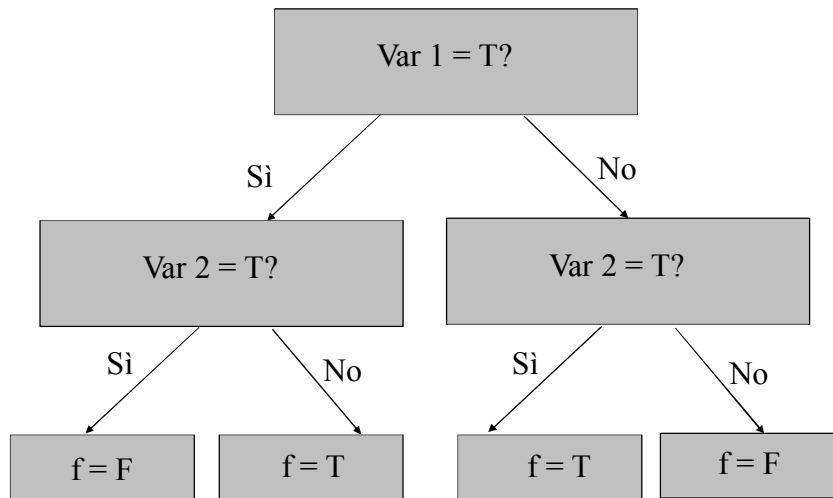 Var 1 = T?
Sì
No
Var 2 = T?
Var 2 = T?
Sì
No
Sì
No
f = F
f = T
f = T
f = F